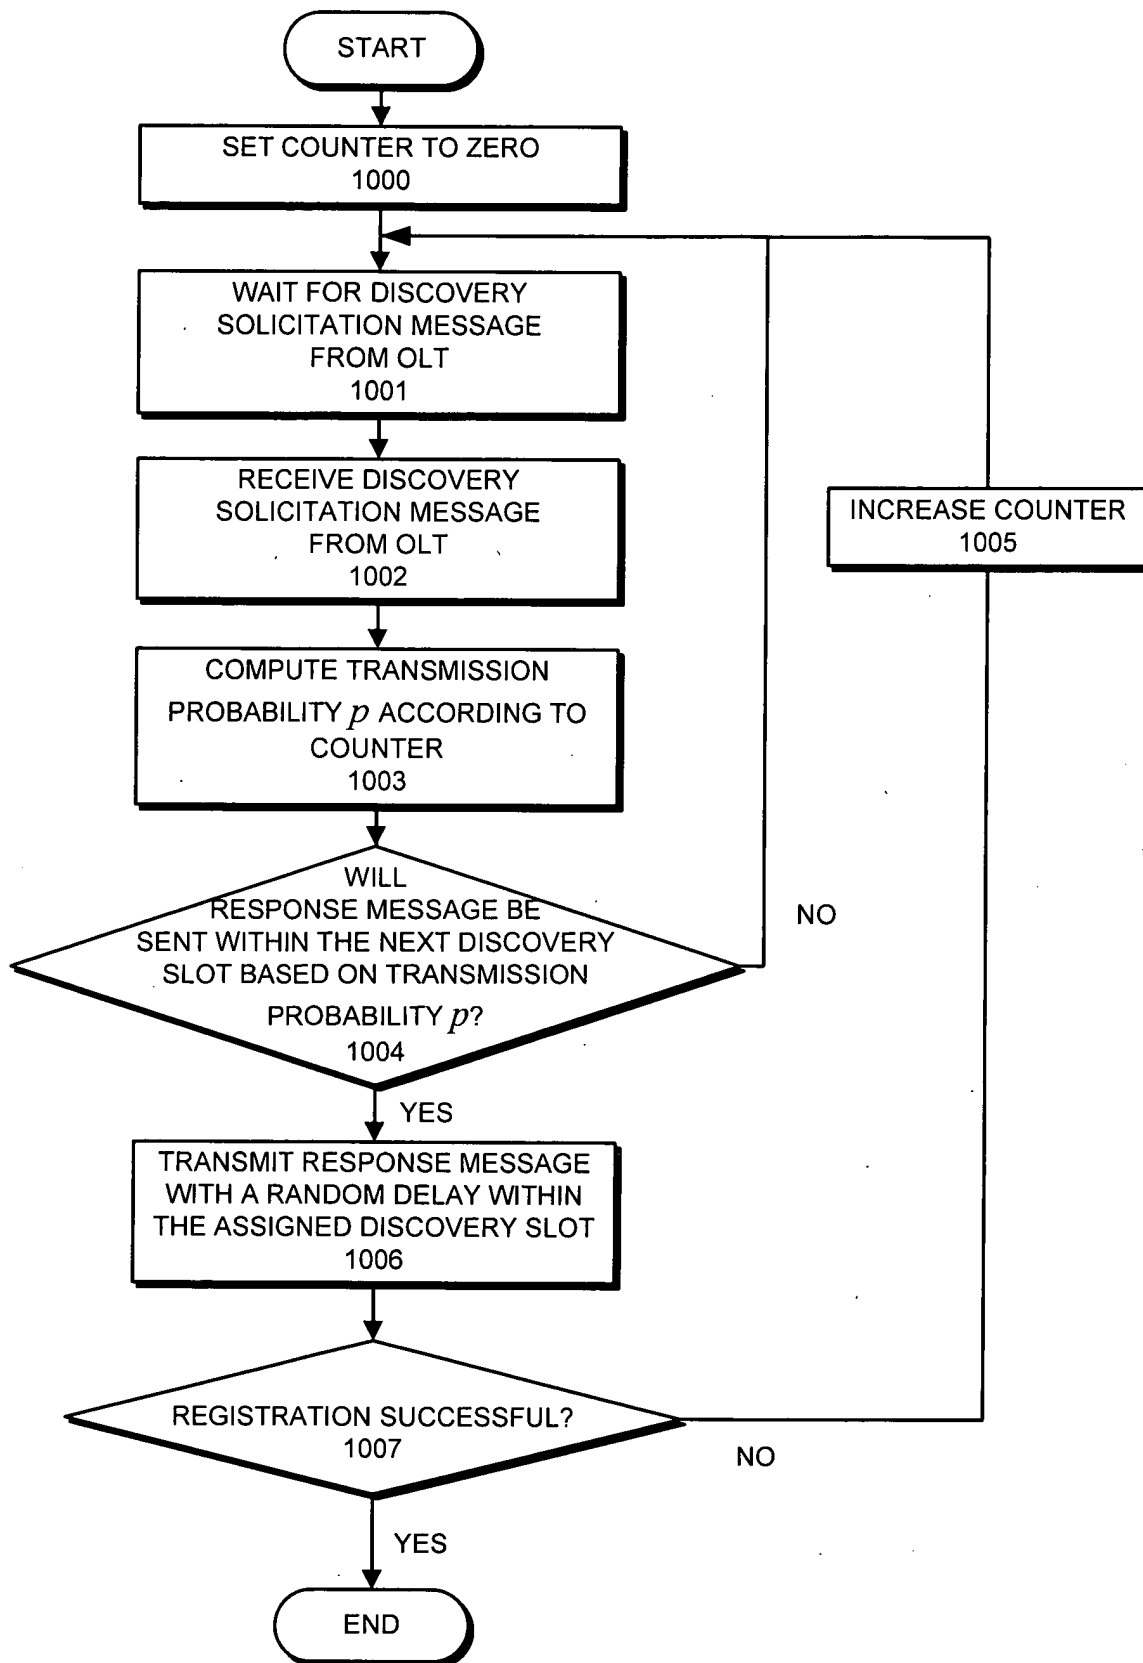 START
SET COUNTER TO ZERO
1000
WAIT FOR DISCOVERY
SOLICITATION MESSAGE
FROM OLT
1001
RECEIVE DISCOVERY
SOLICITATION MESSAGE
FROM OLT
1002
INCREASE COUNTER
1005
COMPUTE TRANSMISSION
PROBABILITY p ACCORDING TO
COUNTER
1003
WILL
RESPONSE MESSAGE BE
SENT WITHIN THE NEXT DISCOVERY
SLOT BASED ON TRANSMISSION
PROBABILITY p?
1004
NO
YES
TRANSMIT RESPONSE MESSAGE
WITH A RANDOM DELAY WITHIN
THE ASSIGNED DISCOVERY SLOT
1006
REGISTRATION SUCCESSFUL?
1007
NO
YES
END